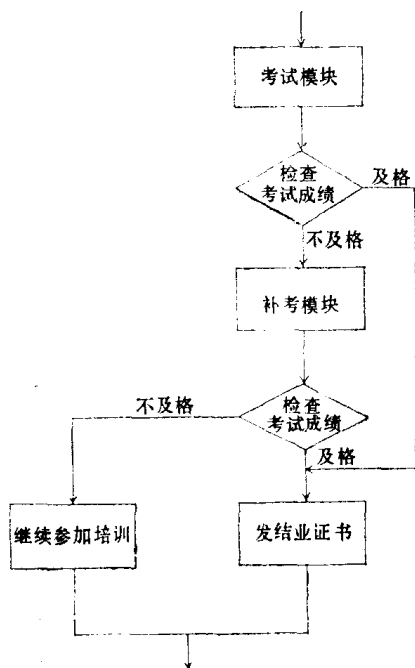 考试模块
检查
考试成绩
及格
不及格
补考模块
检查
考试成绩
不及格
及格
继续参加培训
发结业证书